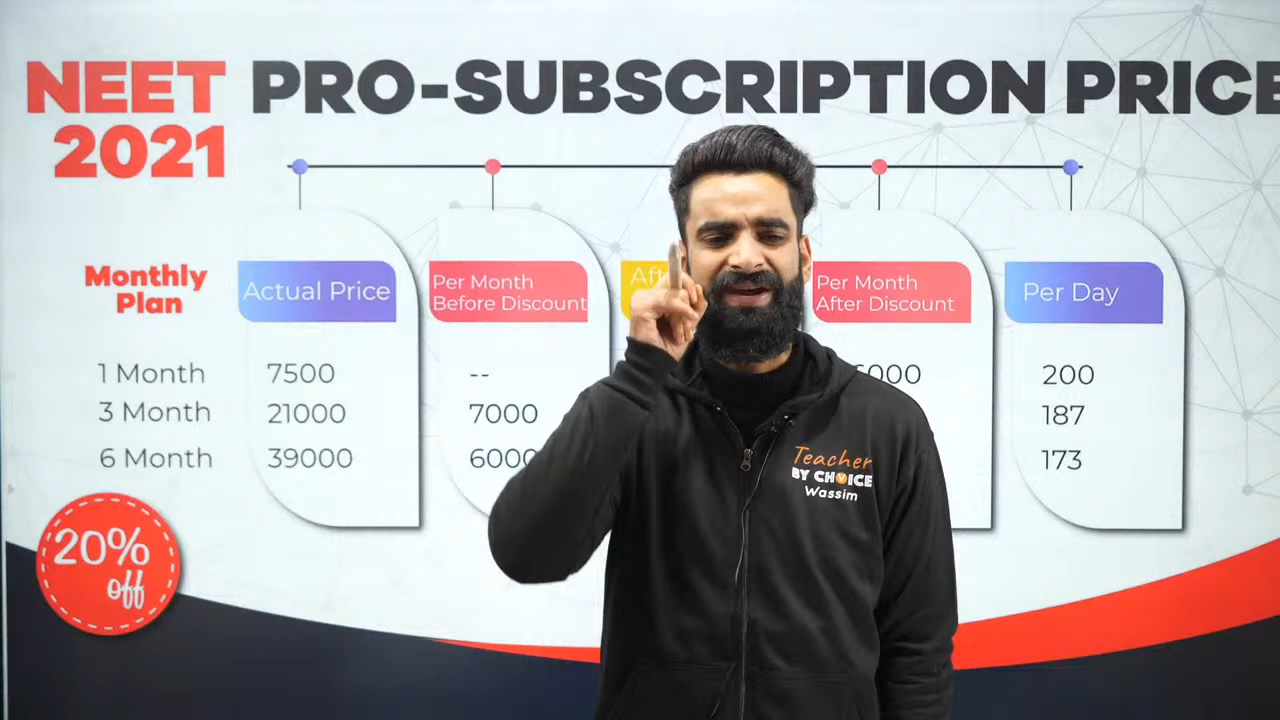 NEET PRO-SUBSCRIPTION PRICE
2021
Monthly
Plan
Actual Price
Per Month
Before Discount
Per Month
After Discount
Per Day
1 Month 7500 -- 200
3 Month 21000 7000 187
6 Month 39000 6000 173
20%
off
Teacher
BY CHOICE
Wassim